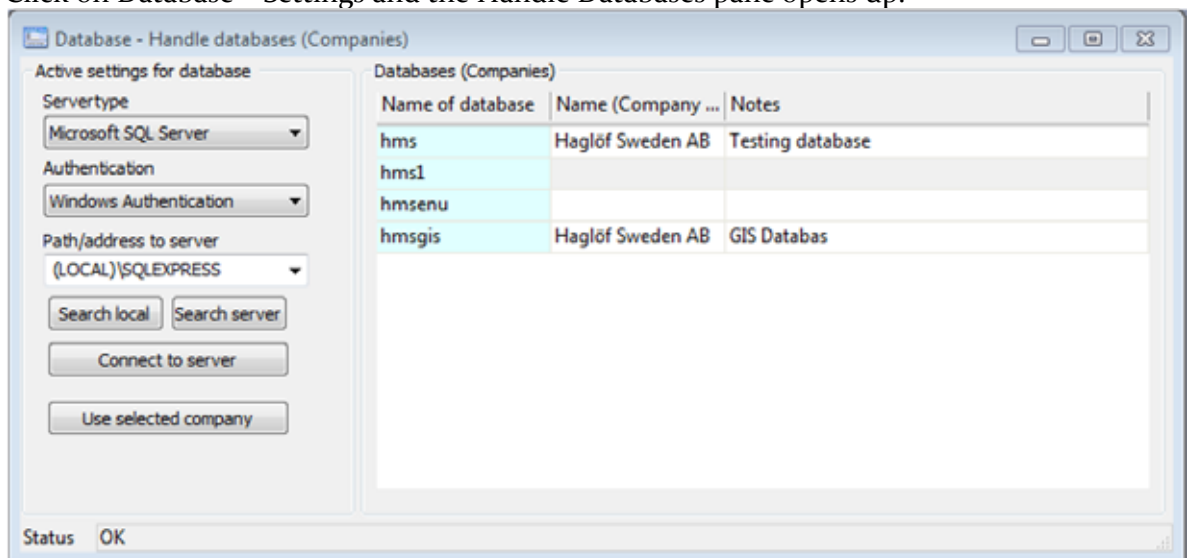 Click on Database – Settings and the Handle Databases pane opens up.
Database - Handle databases (Companies)
Active settings for database
Servertype
Microsoft SQL Server
Authentication
Windows Authentication
Path/address to server
(LOCAL)\SQLEXPRESS
Search local Search server
Connect to server
Use selected company
Databases (Companies)
Name of database Name (Company ... Notes
hms Haglöf Sweden AB Testing database
hms1
hmsenu
hmsgis Haglöf Sweden AB GIS Databas
Status OK